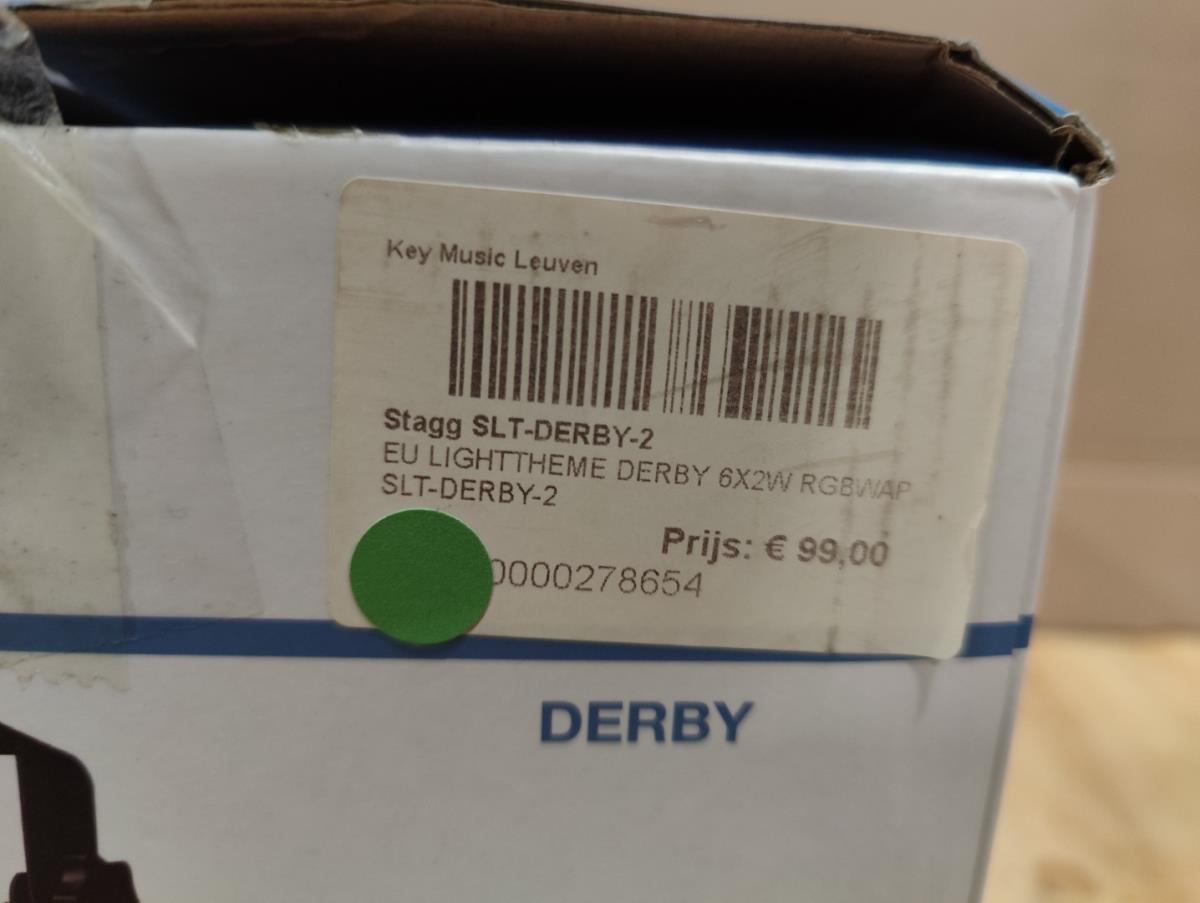 Key Music Leuven
Stagg SLT-DERBY-2
EU LIGHTTHEME DERBY 6X2W RGBWAP
SLT-DERBY-2
Prijs: € 99,00
0000278654
DERBY